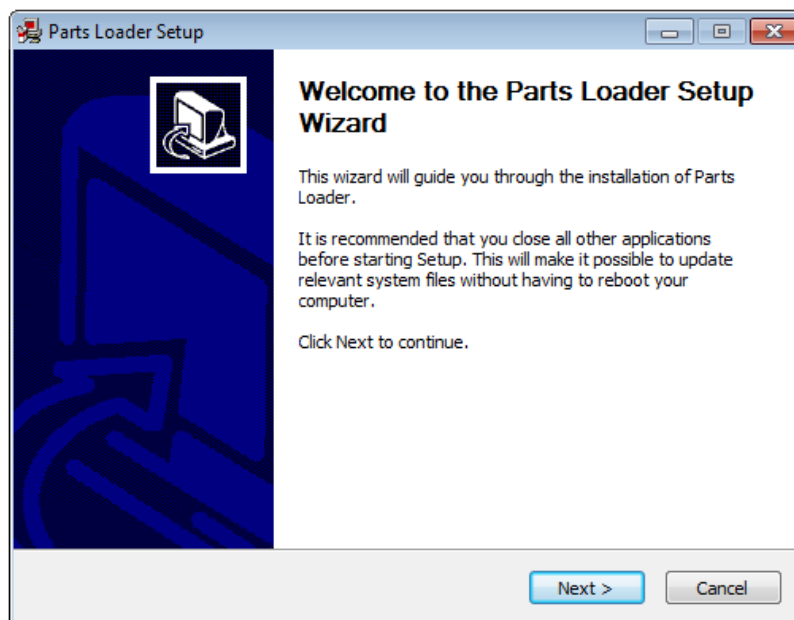 Parts Loader Setup
Welcome to the Parts Loader Setup
Wizard
This wizard will guide you through the installation of Parts
Loader.
It is recommended that you close all other applications
before starting Setup. This will make it possible to update
relevant system files without having to reboot your
computer.
Click Next to continue.
Next >
Cancel